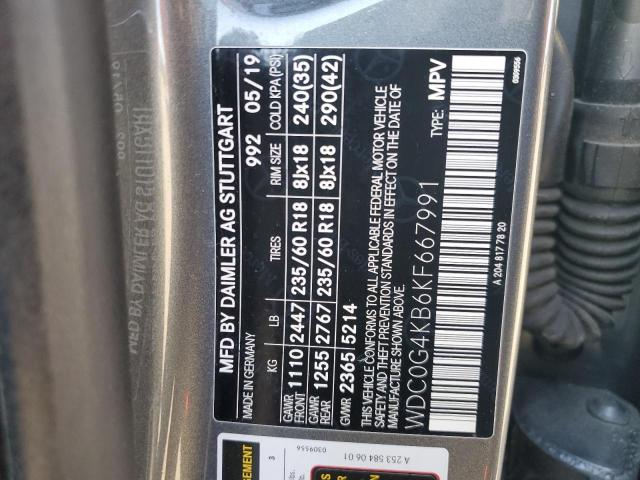 MFD BY DAIMLER AG STUTTGART
MADE IN GERMANY 992 05/19
KG LB TIRES RIM SIZE COLD KPA(PSI)
GAWR FRONT 1110 2447 235/60 R18 8Jx18 240(35)
GAWR REAR 1255 2767 235/60 R18 8Jx18 290(42)
GVWR 2365 5214
THIS VEHICLE CONFORMS TO ALL APPLICABLE FEDERAL MOTOR VEHICLE
SAFETY AND THEFT PREVENTION STANDARDS IN EFFECT ON THE DATE OF
MANUFACTURE SHOWN ABOVE.
WDC0G4KB6KF667991 TYPE: MPV
A 204 817 78 20
0309556
0309556 3
A 253 584 06 01